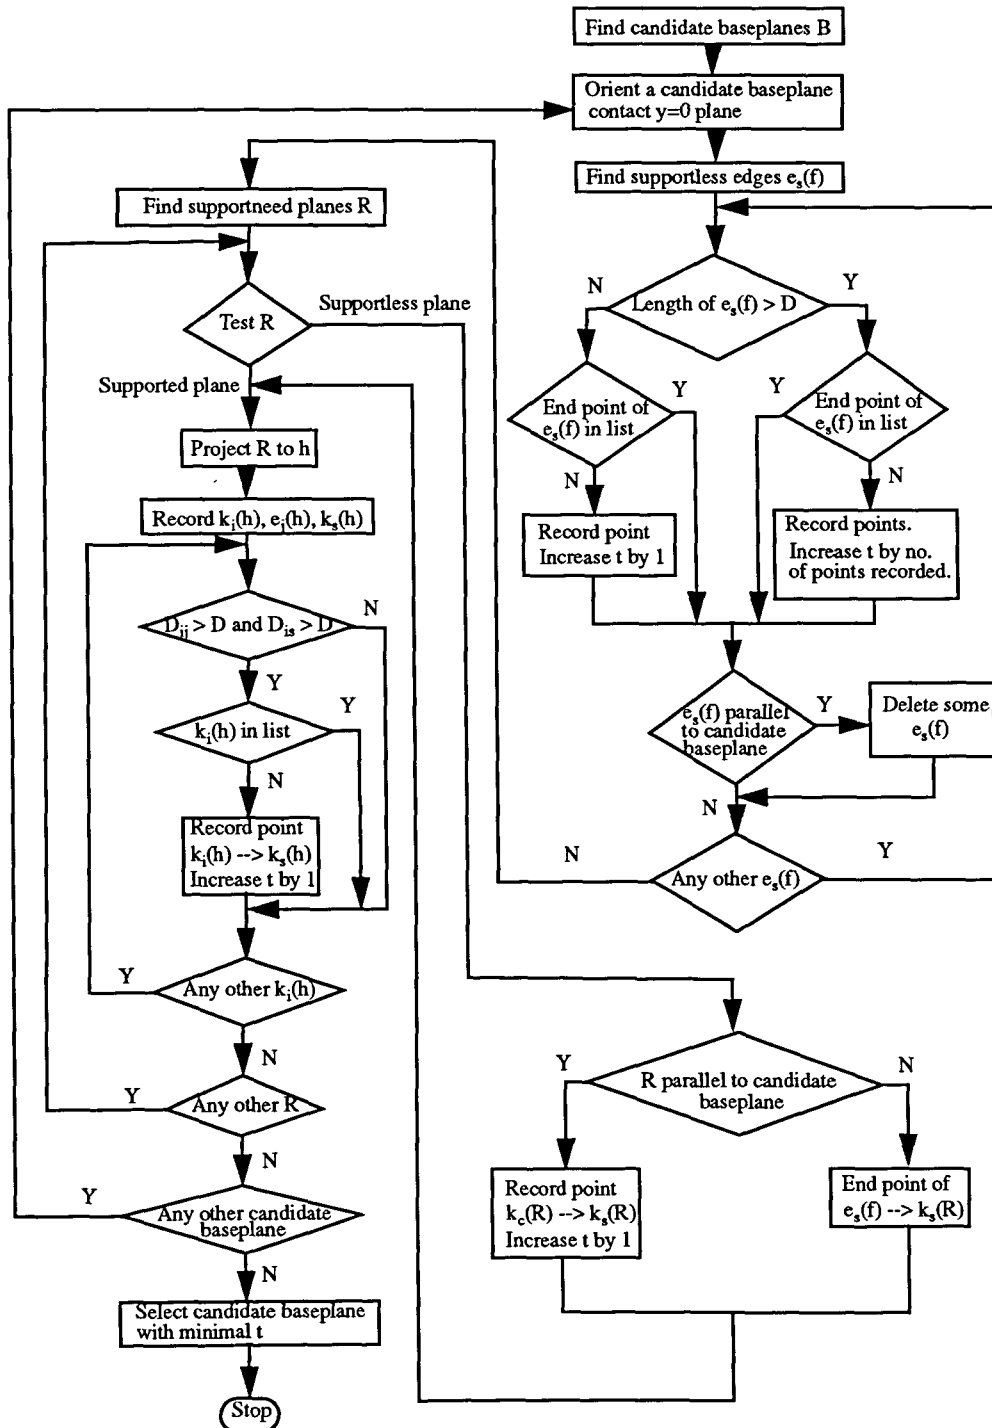 Find candidate baseplanes B
Orient a candidate baseplane
contact y=0 plane
Find supportless edges e_s(f)
Find supportneed planes R
Length of e_s(f) > D
N
Y
Test R
Supportless plane
Supported plane
End point of
e_s(f) in list
Y
N
End point of
e_s(f) in list
Y
N
Project R to h
Record k_i(h), e_j(h), k_s(h)
Record point
Increase t by 1
Record points.
Increase t by no.
of points recorded.
D_ij > D and D_is > D
N
Y
k_i(h) in list
Y
N
e_s(f) parallel
to candidate
baseplane
Y
N
Delete some
e_s(f)
Record point
k_i(h) --> k_s(h)
Increase t by 1
Any other e_s(f)
N
Y
Any other k_i(h)
Y
N
R parallel to candidate
baseplane
Y
N
Any other R
Y
N
Record point
k_c(R) --> k_s(R)
Increase t by 1
End point of
e_s(f) --> k_s(R)
Any other candidate
baseplane
Y
N
Select candidate baseplane
with minimal t
Stop